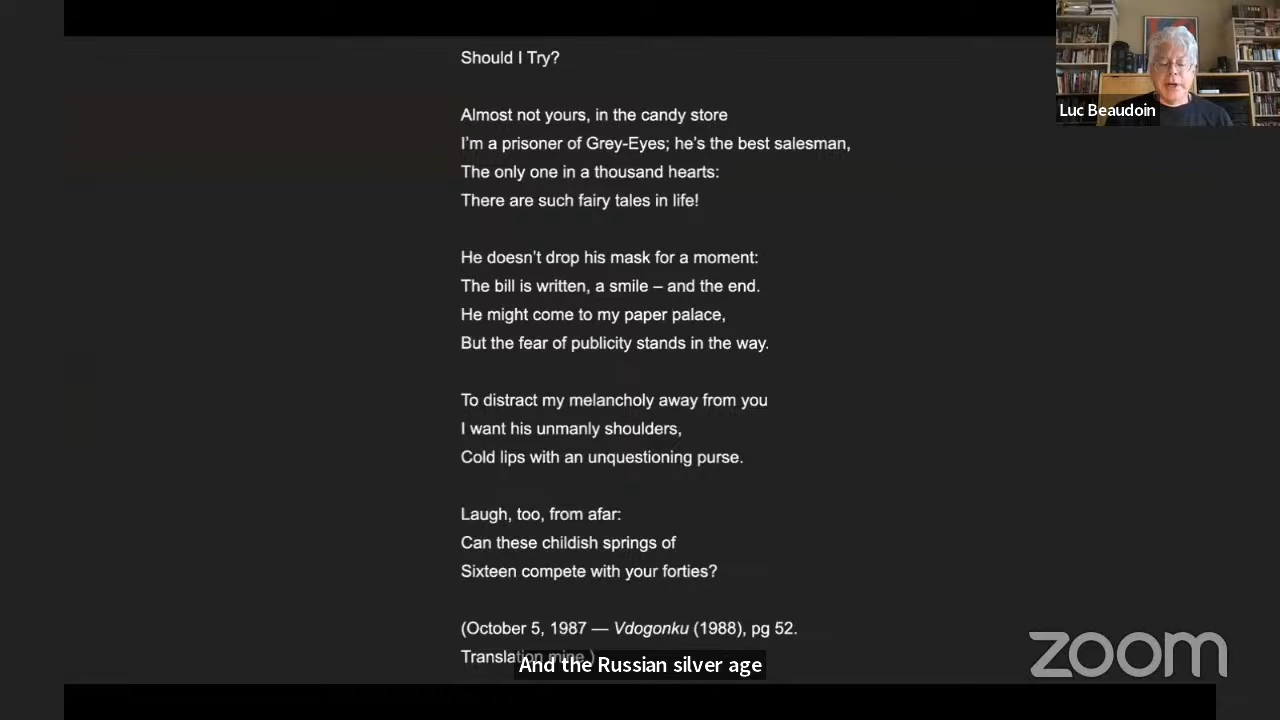 Should I Try?
Almost not yours, in the candy store
I'm a prisoner of Grey-Eyes; he's the best salesman,
The only one in a thousand hearts:
There are such fairy tales in life!
He doesn't drop his mask for a moment:
The bill is written, a smile – and the end.
He might come to my paper palace,
But the fear of publicity stands in the way.
To distract my melancholy away from you
I want his unmanly shoulders,
Cold lips with an unquestioning purse.
Laugh, too, from afar:
Can these childish springs of
Sixteen compete with your forties?
(October 5, 1987 — Vdogonku (1988), pg 52.
Translation mine.)
And the Russian silver age
Luc Beaudoin
zoom